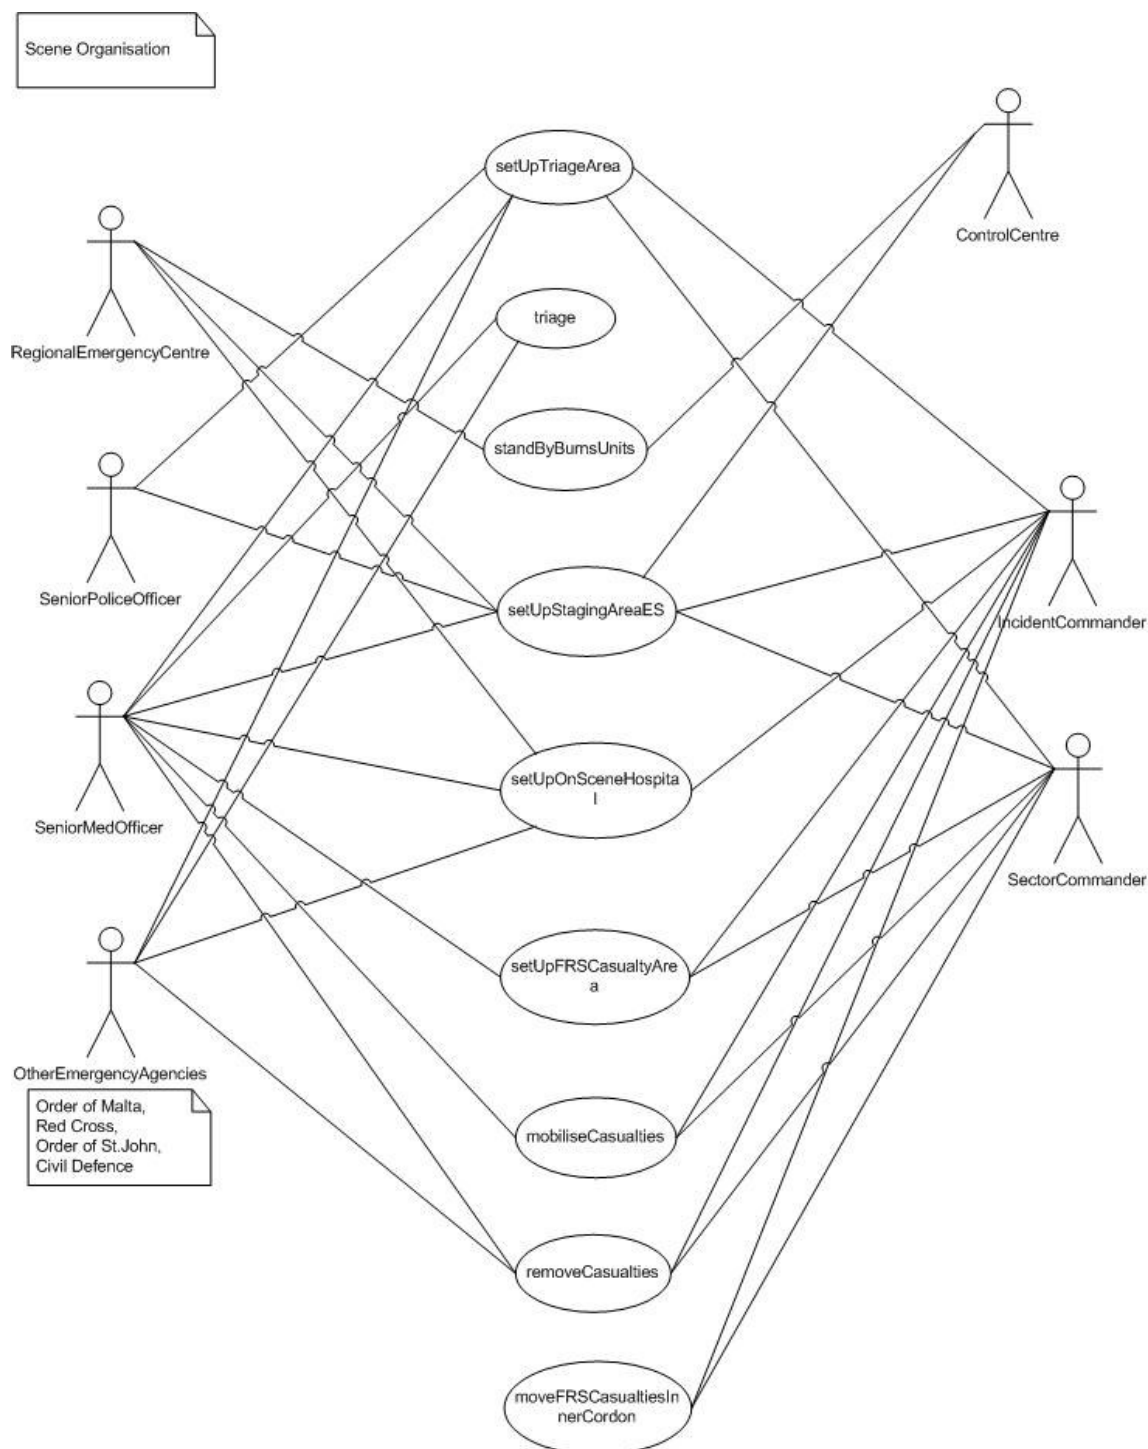 Scene Organisation
setUpTriageArea
ControlCentre
triage
RegionalEmergencyCentre
standByBurnsUnits
SeniorPoliceOfficer
setUpStagingAreaES
IncidentCommander
setUpOnSceneHospita
l
SeniorMedOfficer
SectorCommander
setUpFRSCasualtyAre
a
OtherEmergencyAgencies
Order of Malta,
Red Cross,
Order of St.John,
Civil Defence
mobiliseCasualties
removeCasualties
moveFRSCasualtiesIn
nerCordon